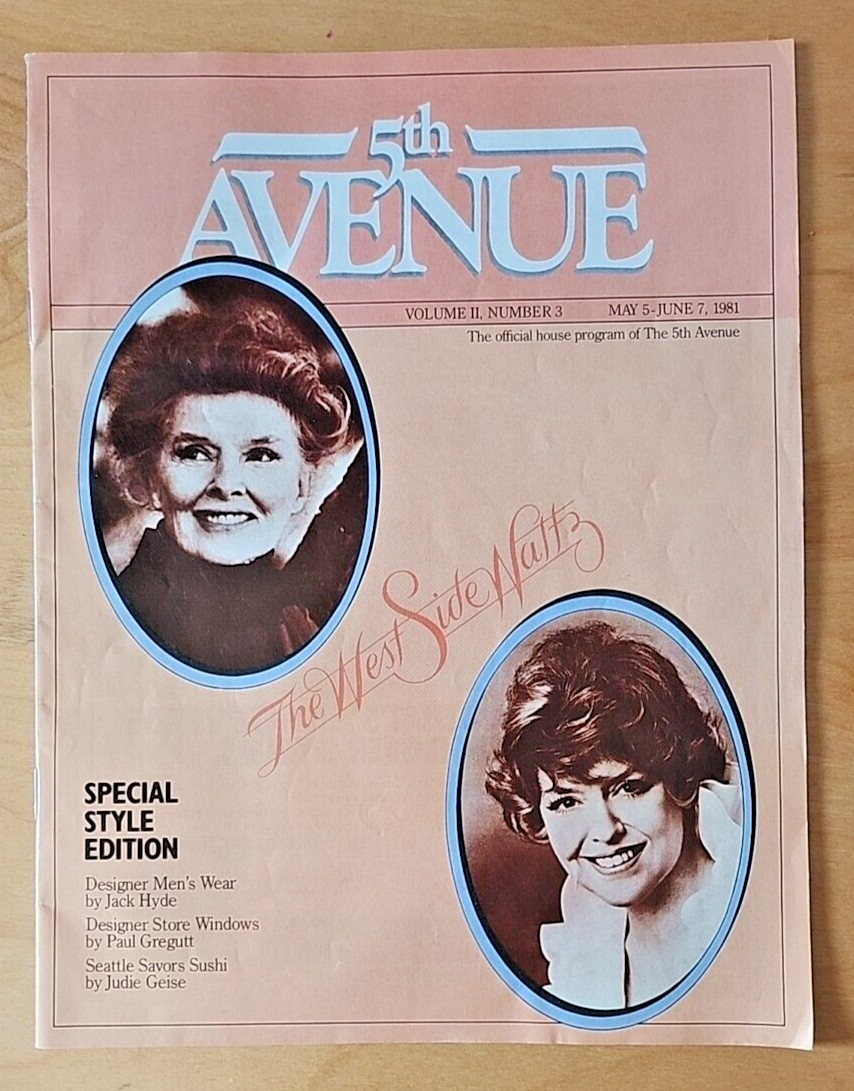 5th
AVENUE
VOLUME II, NUMBER 3 MAY 5-JUNE 7, 1981
The official house program of The 5th Avenue
The West Side Waltz
SPECIAL
STYLE
EDITION
Designer Men's Wear
by Jack Hyde
Designer Store Windows
by Paul Gregutt
Seattle Savors Sushi
by Judie Geise